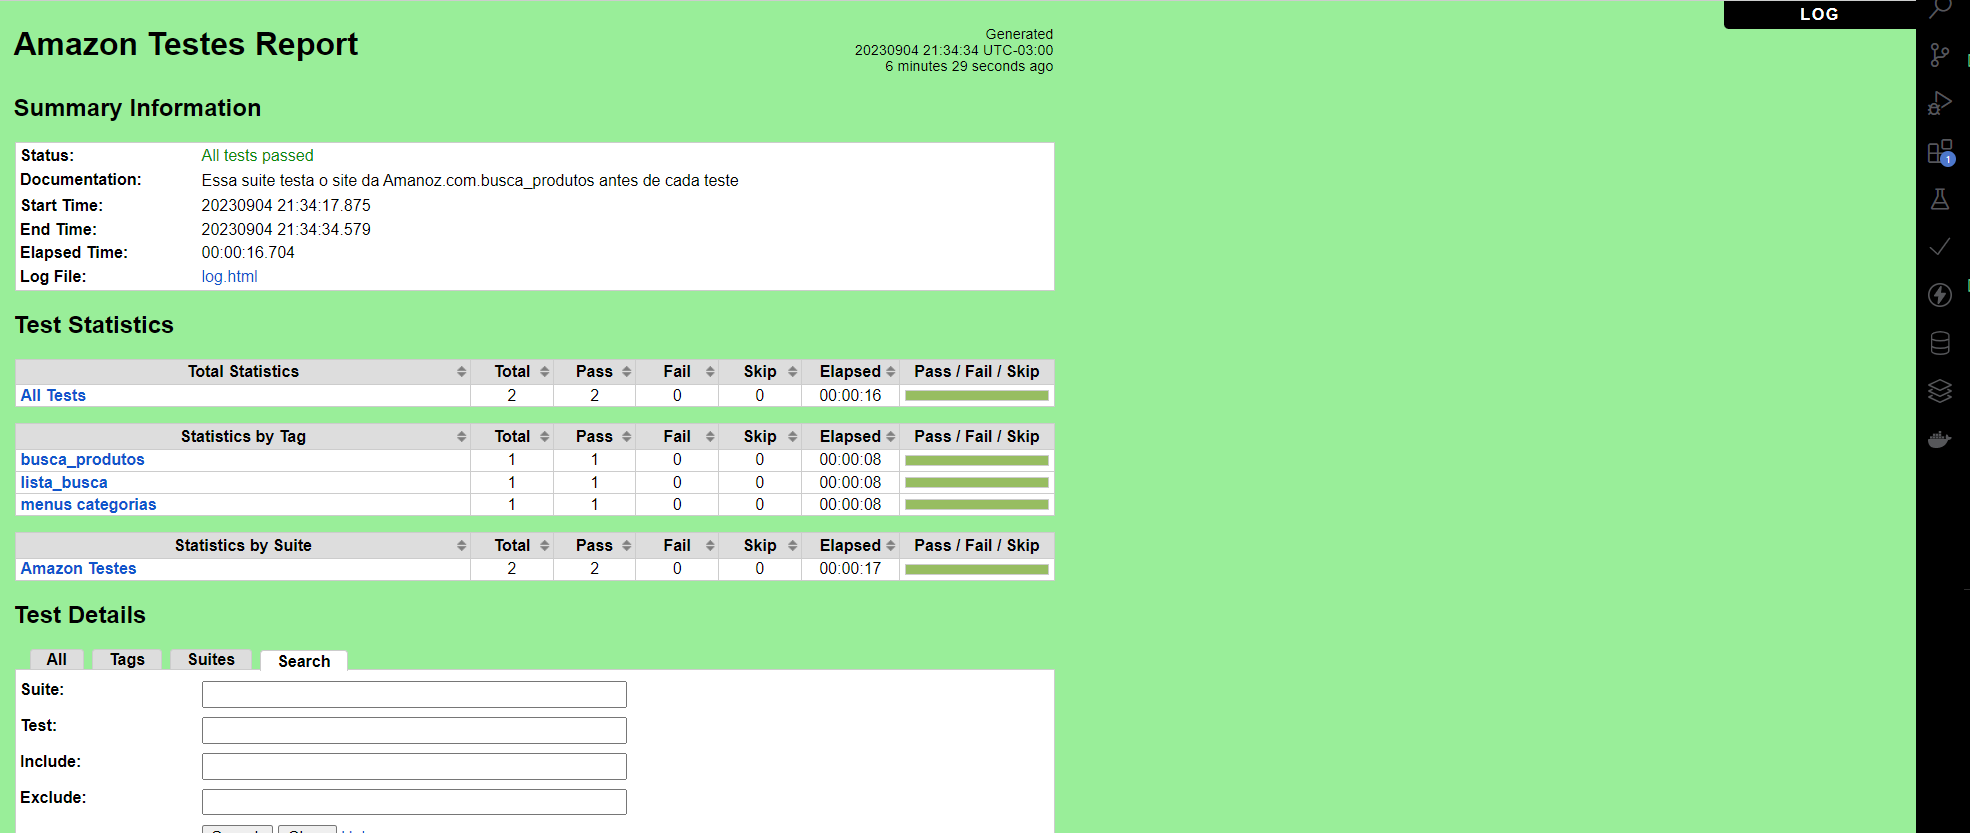 LOG
Amazon Testes Report
Generated
20230904 21:34:34 UTC-03:00
6 minutes 29 seconds ago
Summary Information
Status: All tests passed
Documentation: Essa suite testa o site da Amanoz.com.busca_produtos antes de cada teste
Start Time: 20230904 21:34:17.875
End Time: 20230904 21:34:34.579
Elapsed Time: 00:00:16.704
Log File: log.html
Test Statistics
Total Statistics Total Pass Fail Skip Elapsed Pass / Fail / Skip
All Tests 2 2 0 0 00:00:16
Statistics by Tag Total Pass Fail Skip Elapsed Pass / Fail / Skip
busca_produtos 1 1 0 0 00:00:08
lista_busca 1 1 0 0 00:00:08
menus categorias 1 1 0 0 00:00:08
Statistics by Suite Total Pass Fail Skip Elapsed Pass / Fail / Skip
Amazon Testes 2 2 0 0 00:00:17
Test Details
All Tags Suites Search
Suite:
Test:
Include:
Exclude:
1